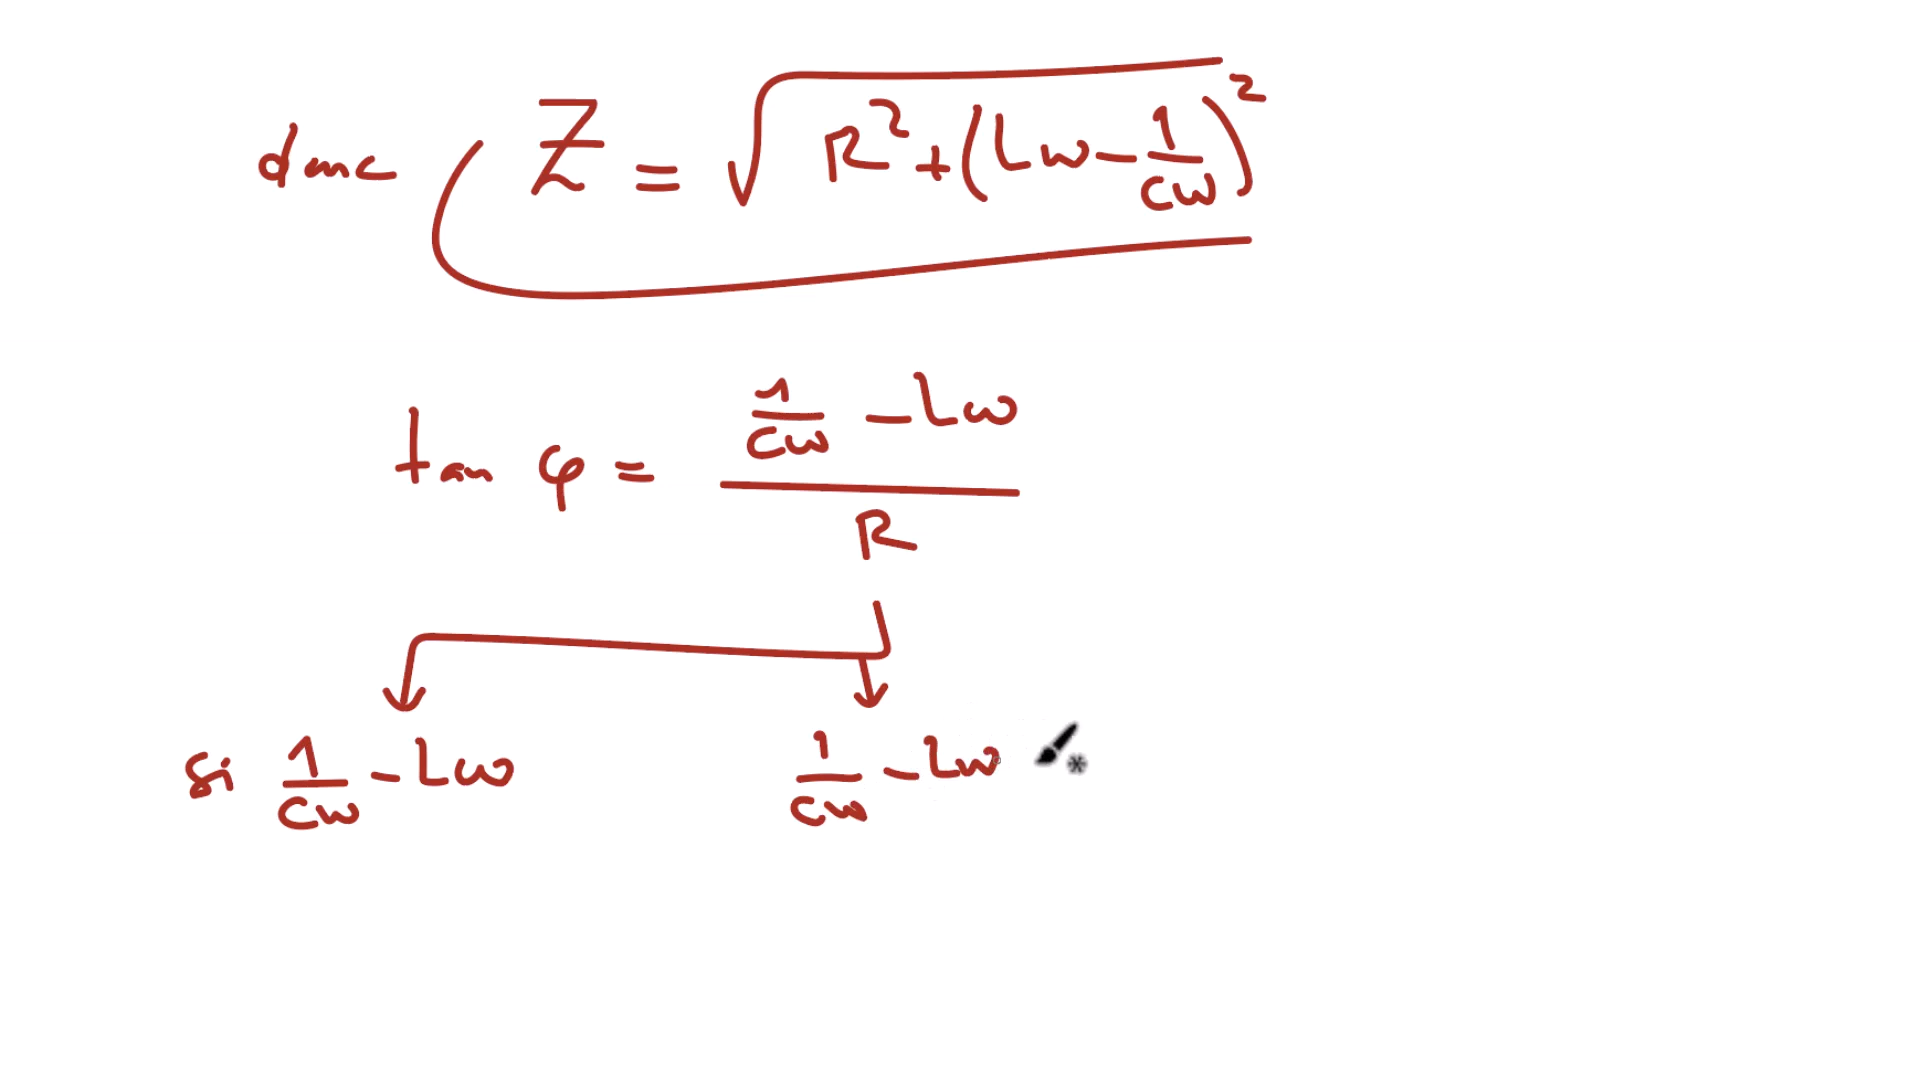 donc Z = √(R² + (Lω - 1/Cω)²)
tan φ = (1/Cω - Lω)/R
si 1/Cω - Lω 1/Cω - Lω